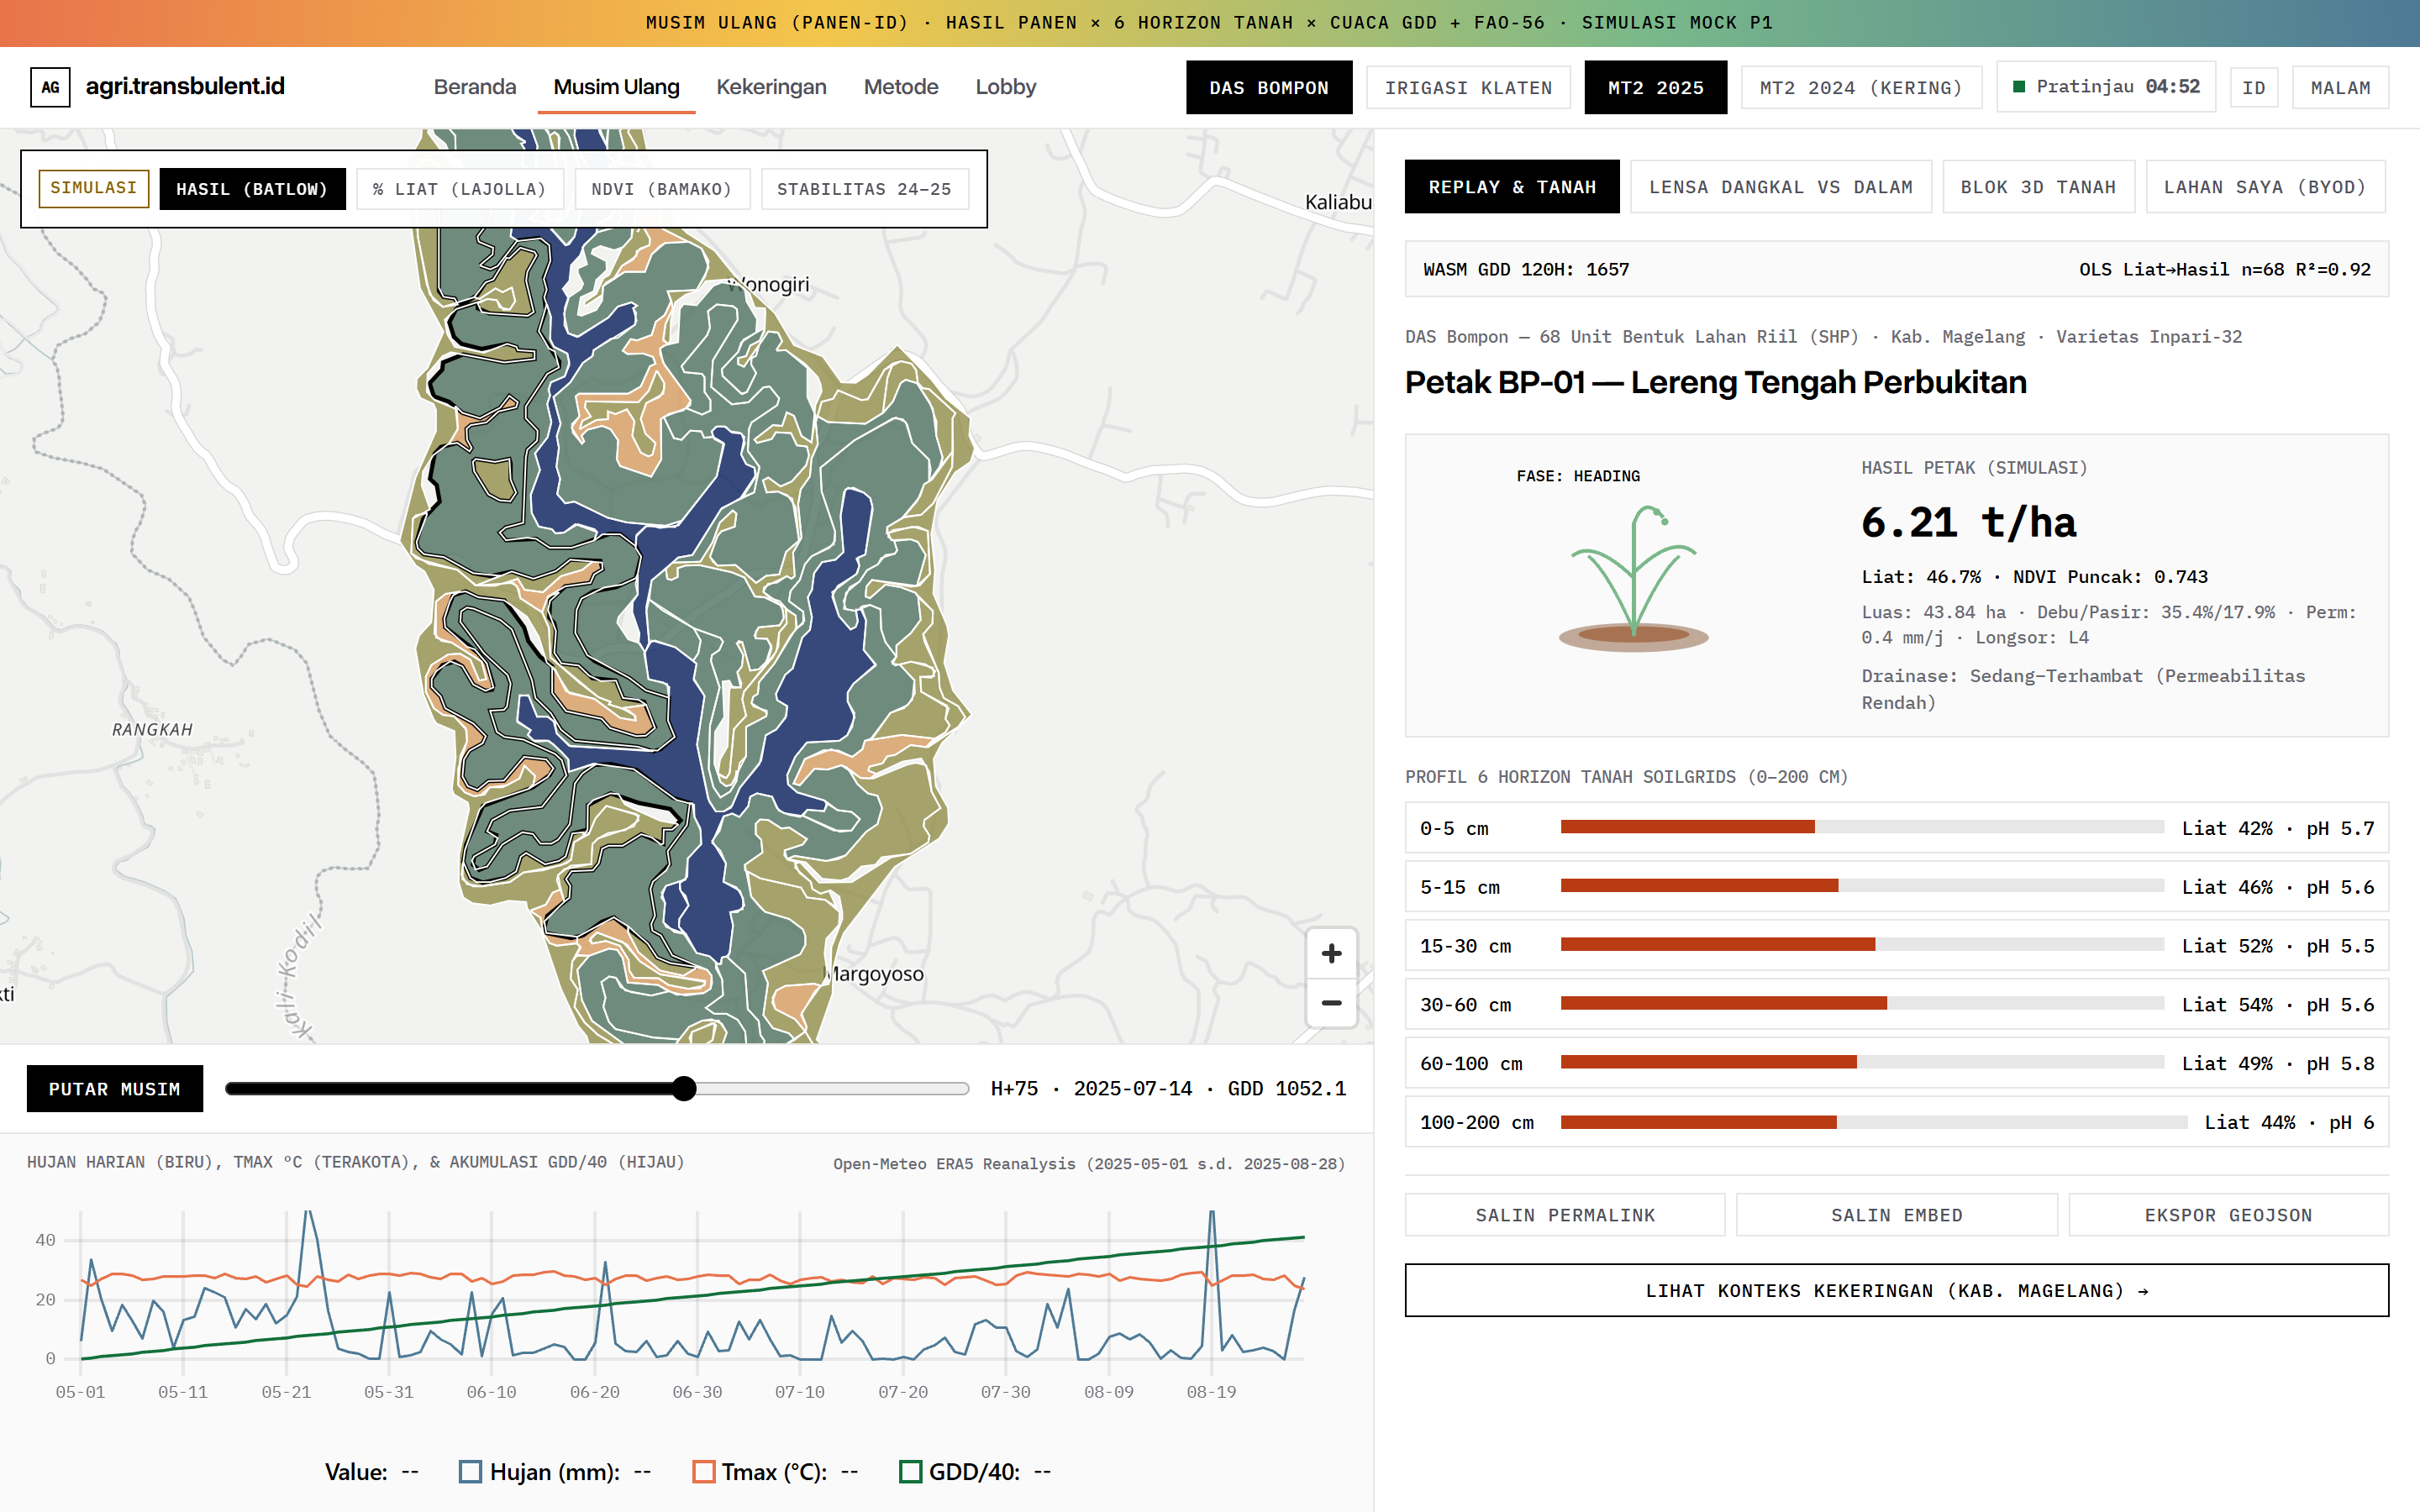 MUSIM ULANG (PANEN-ID) · HASIL PANEN × 6 HORIZON TANAH × CUACA GDD + FAO-56 · SIMULASI MOCK P1
AG agri.transbulent.id
Beranda Musim Ulang Kekeringan Metode Lobby
DAS BOMPON IRIGASI KLATEN MT2 2025 MT2 2024 (KERING) Pratinjau 04:52 ID MALAM
SIMULASI HASIL (BATLOW) % LIAT (LAJOLLA) NDVI (BAMAKO) STABILITAS 24–25
Kaliabu
Wonogiri
RANGKAH
Kali Kodil
Margoyoso
kti
+
−
PUTAR MUSIM H+75 · 2025-07-14 · GDD 1052.1
HUJAN HARIAN (BIRU), TMAX °C (TERAKOTA), & AKUMULASI GDD/40 (HIJAU)
Open-Meteo ERA5 Reanalysis (2025-05-01 s.d. 2025-08-28)
40
20
0
05-01 05-11 05-21 05-31 06-10 06-20 06-30 07-10 07-20 07-30 08-09 08-19
Value: -- Hujan (mm): -- Tmax (°C): -- GDD/40: --
REPLAY & TANAH LENSA DANGKAL VS DALAM BLOK 3D TANAH LAHAN SAYA (BYOD)
WASM GDD 120H: 1657 OLS Liat→Hasil n=68 R²=0.92
DAS Bompon — 68 Unit Bentuk Lahan Riil (SHP) · Kab. Magelang · Varietas Inpari-32
Petak BP-01 — Lereng Tengah Perbukitan
FASE: HEADING
HASIL PETAK (SIMULASI)
6.21 t/ha
Liat: 46.7% · NDVI Puncak: 0.743
Luas: 43.84 ha · Debu/Pasir: 35.4%/17.9% · Perm:
0.4 mm/j · Longsor: L4
Drainase: Sedang–Terhambat (Permeabilitas
Rendah)
PROFIL 6 HORIZON TANAH SOILGRIDS (0–200 CM)
0-5 cm Liat 42% · pH 5.7
5-15 cm Liat 46% · pH 5.6
15-30 cm Liat 52% · pH 5.5
30-60 cm Liat 54% · pH 5.6
60-100 cm Liat 49% · pH 5.8
100-200 cm Liat 44% · pH 6
SALIN PERMALINK SALIN EMBED EKSPOR GEOJSON
LIHAT KONTEKS KEKERINGAN (KAB. MAGELANG) →